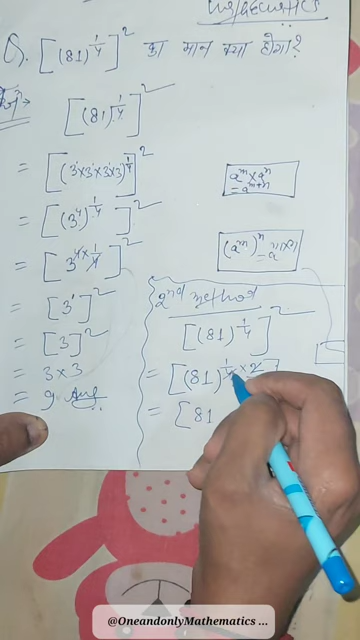 Q. [(81)^{1/4}]^2 का मान क्या होगा?
[(81)^{1/4}]^2
= [(3×3×3×3)^{1/4}]^2
= [(3^4)^{1/4}]^2
= [3^{4×1/4}]^2
= [3^1]^2
= [3]^2
= 3×3
= 9 Ans
a^m × a^n
= a^{m+n}
(a^m)^n
2nd method
[(81)^{1/4}]^2
= [(81)^{1/4 × 2}]
= [81
@OneandonlyMathematics ...